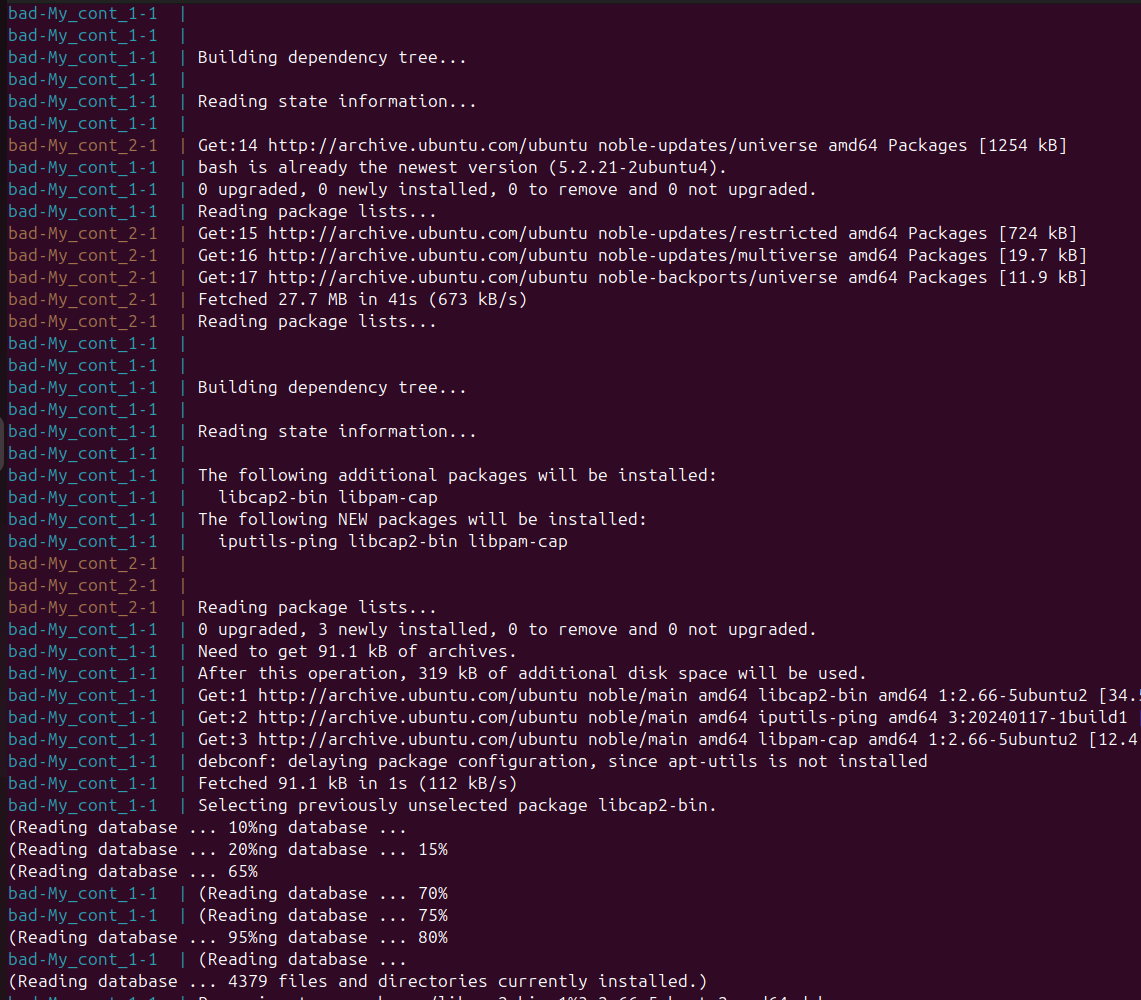 bad-My_cont_1-1 |
bad-My_cont_1-1 |
bad-My_cont_1-1 | Building dependency tree...
bad-My_cont_1-1 |
bad-My_cont_1-1 | Reading state information...
bad-My_cont_1-1 |
bad-My_cont_2-1 | Get:14 http://archive.ubuntu.com/ubuntu noble-updates/universe amd64 Packages [1254 kB]
bad-My_cont_1-1 | bash is already the newest version (5.2.21-2ubuntu4).
bad-My_cont_1-1 | 0 upgraded, 0 newly installed, 0 to remove and 0 not upgraded.
bad-My_cont_1-1 | Reading package lists...
bad-My_cont_2-1 | Get:15 http://archive.ubuntu.com/ubuntu noble-updates/restricted amd64 Packages [724 kB]
bad-My_cont_2-1 | Get:16 http://archive.ubuntu.com/ubuntu noble-updates/multiverse amd64 Packages [19.7 kB]
bad-My_cont_2-1 | Get:17 http://archive.ubuntu.com/ubuntu noble-backports/universe amd64 Packages [11.9 kB]
bad-My_cont_2-1 | Fetched 27.7 MB in 41s (673 kB/s)
bad-My_cont_2-1 | Reading package lists...
bad-My_cont_1-1 |
bad-My_cont_1-1 |
bad-My_cont_1-1 | Building dependency tree...
bad-My_cont_1-1 |
bad-My_cont_1-1 | Reading state information...
bad-My_cont_1-1 |
bad-My_cont_1-1 | The following additional packages will be installed:
bad-My_cont_1-1 | libcap2-bin libpam-cap
bad-My_cont_1-1 | The following NEW packages will be installed:
bad-My_cont_1-1 | iputils-ping libcap2-bin libpam-cap
bad-My_cont_2-1 |
bad-My_cont_2-1 |
bad-My_cont_2-1 | Reading package lists...
bad-My_cont_1-1 | 0 upgraded, 3 newly installed, 0 to remove and 0 not upgraded.
bad-My_cont_1-1 | Need to get 91.1 kB of archives.
bad-My_cont_1-1 | After this operation, 319 kB of additional disk space will be used.
bad-My_cont_1-1 | Get:1 http://archive.ubuntu.com/ubuntu noble/main amd64 libcap2-bin amd64 1:2.66-5ubuntu2 [34.
bad-My_cont_1-1 | Get:2 http://archive.ubuntu.com/ubuntu noble/main amd64 iputils-ping amd64 3:20240117-1build1
bad-My_cont_1-1 | Get:3 http://archive.ubuntu.com/ubuntu noble/main amd64 libpam-cap amd64 1:2.66-5ubuntu2 [12.4
bad-My_cont_1-1 | debconf: delaying package configuration, since apt-utils is not installed
bad-My_cont_1-1 | Fetched 91.1 kB in 1s (112 kB/s)
bad-My_cont_1-1 | Selecting previously unselected package libcap2-bin.
(Reading database ... 10%ng database ...
(Reading database ... 20%ng database ... 15%
(Reading database ... 65%
bad-My_cont_1-1 | (Reading database ... 70%
bad-My_cont_1-1 | (Reading database ... 75%
(Reading database ... 95%ng database ... 80%
bad-My_cont_1-1 | (Reading database ...
(Reading database ... 4379 files and directories currently installed.)